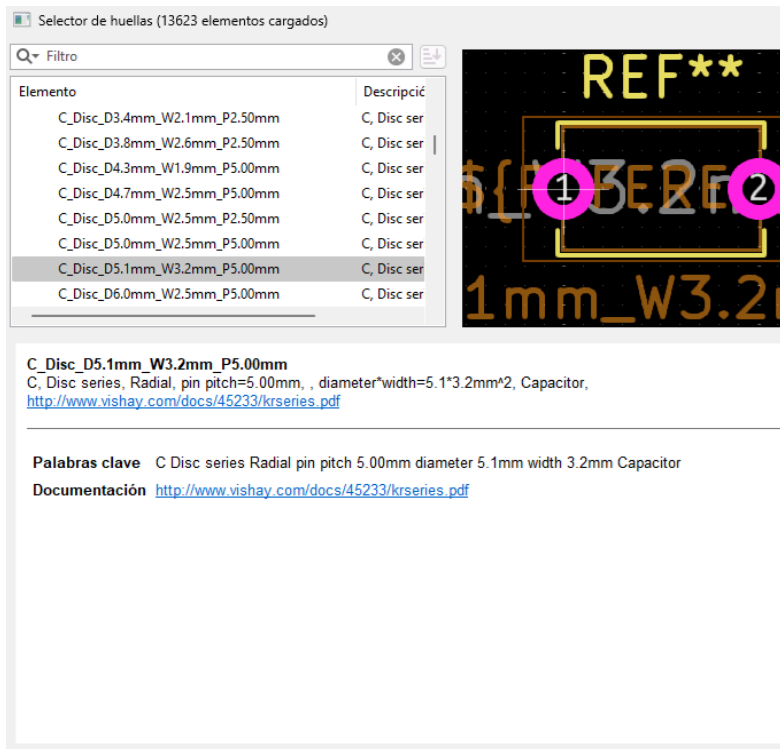 Selector de huellas (13623 elementos cargados)
Filtro
Elemento Descripció
C_Disc_D3.4mm_W2.1mm_P2.50mm C, Disc ser
C_Disc_D3.8mm_W2.6mm_P2.50mm C, Disc ser
C_Disc_D4.3mm_W1.9mm_P5.00mm C, Disc ser
C_Disc_D4.7mm_W2.5mm_P5.00mm C, Disc ser
C_Disc_D5.0mm_W2.5mm_P2.50mm C, Disc ser
C_Disc_D5.0mm_W2.5mm_P5.00mm C, Disc ser
C_Disc_D5.1mm_W3.2mm_P5.00mm C, Disc ser
C_Disc_D6.0mm_W2.5mm_P5.00mm C, Disc ser
REF**
1 2
1mm_W3.2
C_Disc_D5.1mm_W3.2mm_P5.00mm
C, Disc series, Radial, pin pitch=5.00mm, , diameter*width=5.1*3.2mm^2, Capacitor,
http://www.vishay.com/docs/45233/krseries.pdf
Palabras clave C Disc series Radial pin pitch 5.00mm diameter 5.1mm width 3.2mm Capacitor
Documentación http://www.vishay.com/docs/45233/krseries.pdf